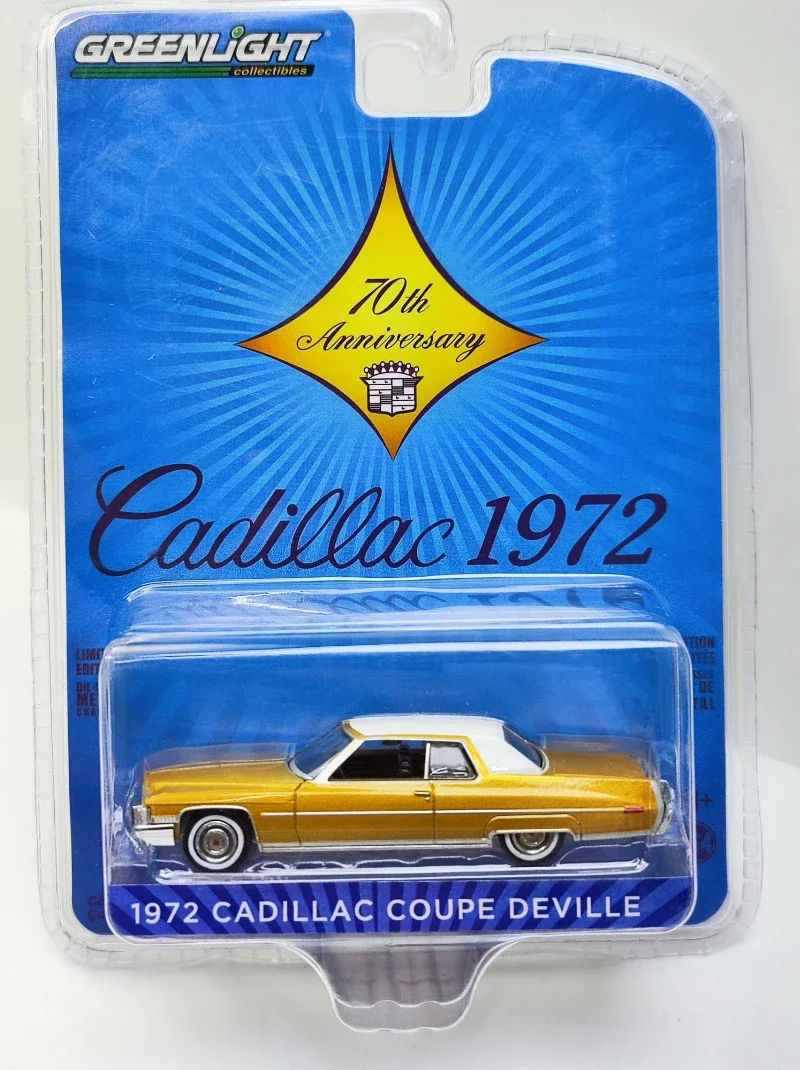 GREENLIGHT
collectibles
70th
Anniversary
Cadillac 1972
1972 CADILLAC COUPE DEVILLE